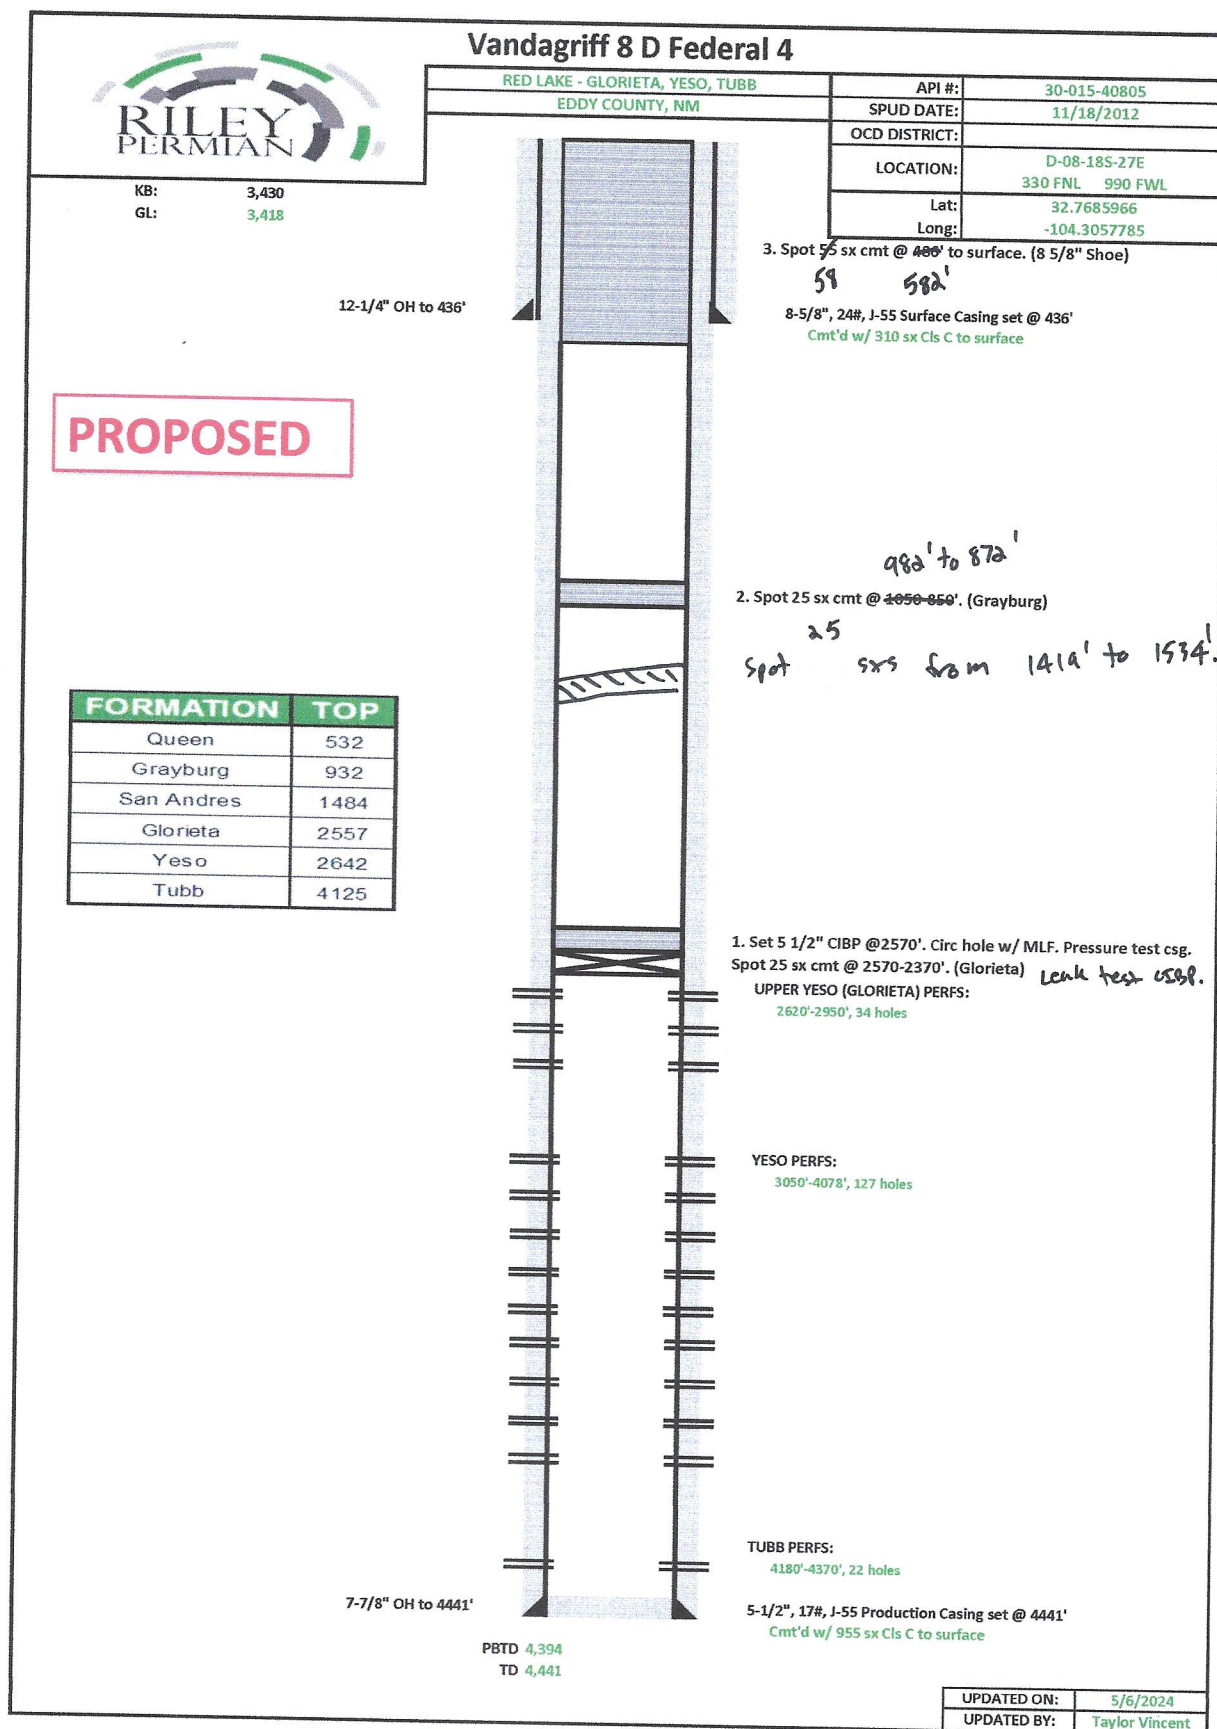 Vandagriff 8 D Federal 4
RILEY
PERMIAN
RED LAKE - GLORIETA, YESO, TUBB
EDDY COUNTY, NM
API #: 30-015-40805
SPUD DATE: 11/18/2012
OCD DISTRICT:
LOCATION: D-08-18S-27E
330 FNL 990 FWL
Lat: 32.7685966
Long: -104.3057785
KB: 3,430
GL: 3,418
3. Spot 55 sx cmt @ 486' to surface. (8 5/8" Shoe)
59 582'
12-1/4" OH to 436'
8-5/8", 24#, J-55 Surface Casing set @ 436'
Cmt'd w/ 310 sx Cls C to surface
PROPOSED
982' to 872'
2. Spot 25 sx cmt @ 1050-850'. (Grayburg)
25
Spot sxs from 1419' to 1534'.
FORMATION TOP
Queen 532
Grayburg 932
San Andres 1484
Glorieta 2557
Yeso 2642
Tubb 4125
1. Set 5 1/2" CIBP @2570'. Circ hole w/ MLF. Pressure test csg.
Spot 25 sx cmt @ 2570-2370'. (Glorieta) Leak test CIBP.
UPPER YESO (GLORIETA) PERFS:
2620'-2950', 34 holes
YESO PERFS:
3050'-4078', 127 holes
TUBB PERFS:
4180'-4370', 22 holes
7-7/8" OH to 4441'
5-1/2", 17#, J-55 Production Casing set @ 4441'
Cmt'd w/ 955 sx Cls C to surface
PBTD 4,394
TD 4,441
UPDATED ON: 5/6/2024
UPDATED BY: Taylor Vincent